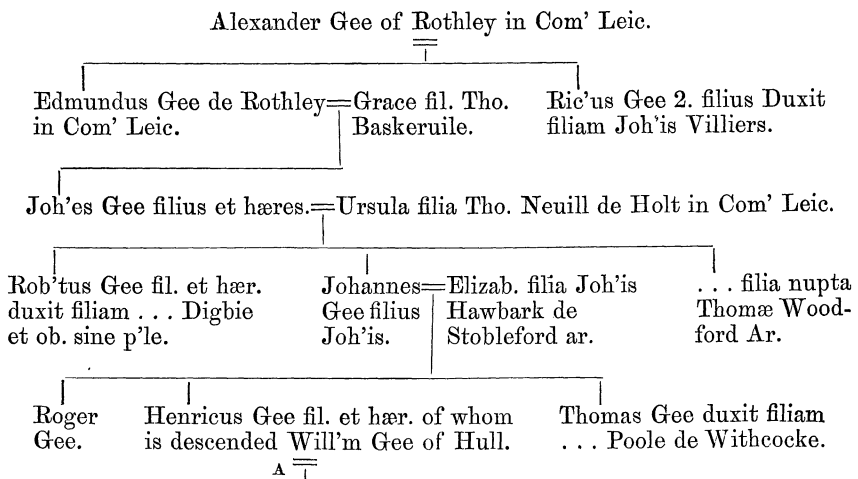 Alexander Gee of Rothley in Com' Leic.
Edmundus Gee de Rothley=Grace fil. Tho.
in Com' Leic.
Baskeruile.
Ric'us Gee 2. filius Duxit
filiam Joh'is Villiers.
Joh'es Gee filius et hæres.=Ursula filia Tho. Neuill de Holt in Com' Leic.
Rob'tus Gee fil. et hær.
duxit filiam . . . Digbie
et ob. sine p'le.
Johannes=Elizab. filia Joh'is
Gee filius
Joh'is.
Hawbark de
Stobleford ar.
. . . filia nupta
Thomæ Wood-
ford Ar.
Roger
Gee.
Henricus Gee fil. et hær. of whom
is descended Will'm Gee of Hull.
Thomas Gee duxit filiam
. . . Poole de Withcocke.
A